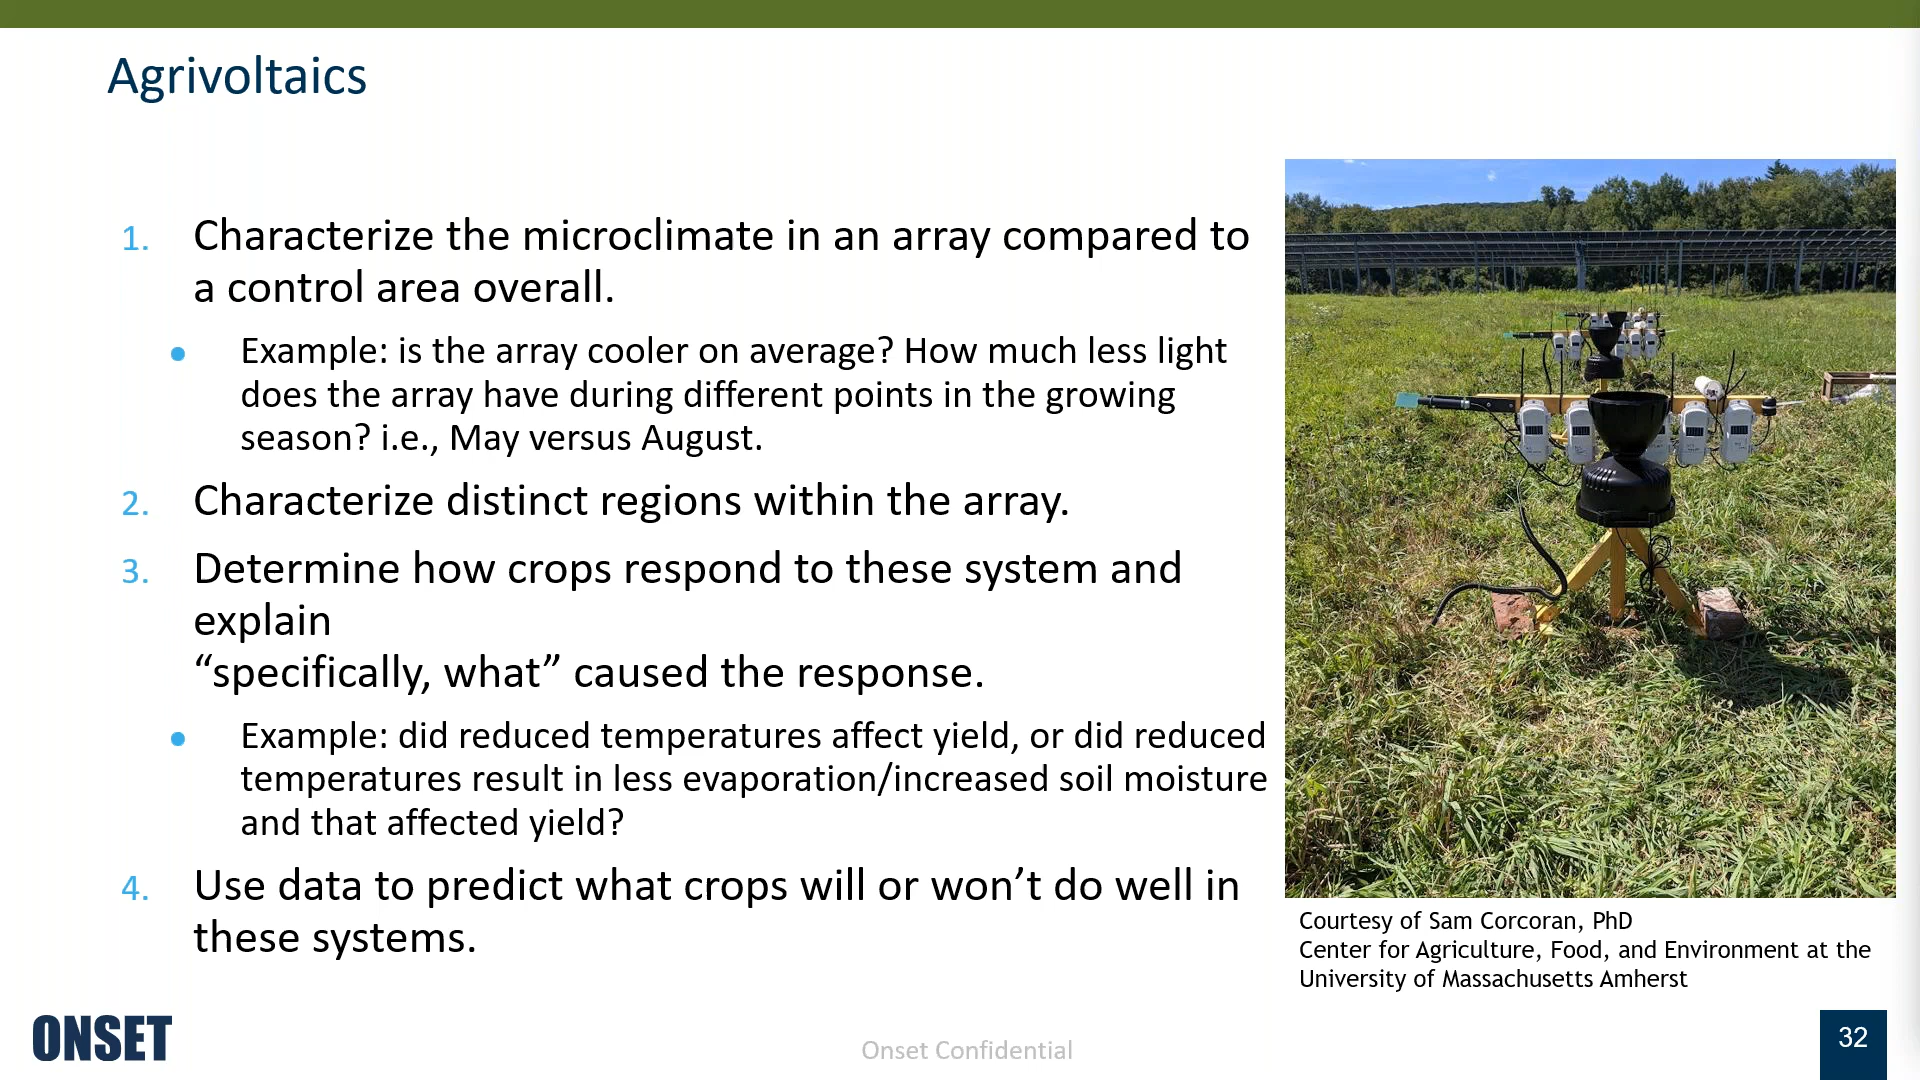 Agrivoltaics
1. Characterize the microclimate in an array compared to
a control area overall.
• Example: is the array cooler on average? How much less light
does the array have during different points in the growing
season? i.e., May versus August.
2. Characterize distinct regions within the array.
3. Determine how crops respond to these system and
explain
“specifically, what” caused the response.
• Example: did reduced temperatures affect yield, or did reduced
temperatures result in less evaporation/increased soil moisture
and that affected yield?
4. Use data to predict what crops will or won’t do well in
these systems.
Courtesy of Sam Corcoran, PhD
Center for Agriculture, Food, and Environment at the
University of Massachusetts Amherst
ONSET
Onset Confidential
32